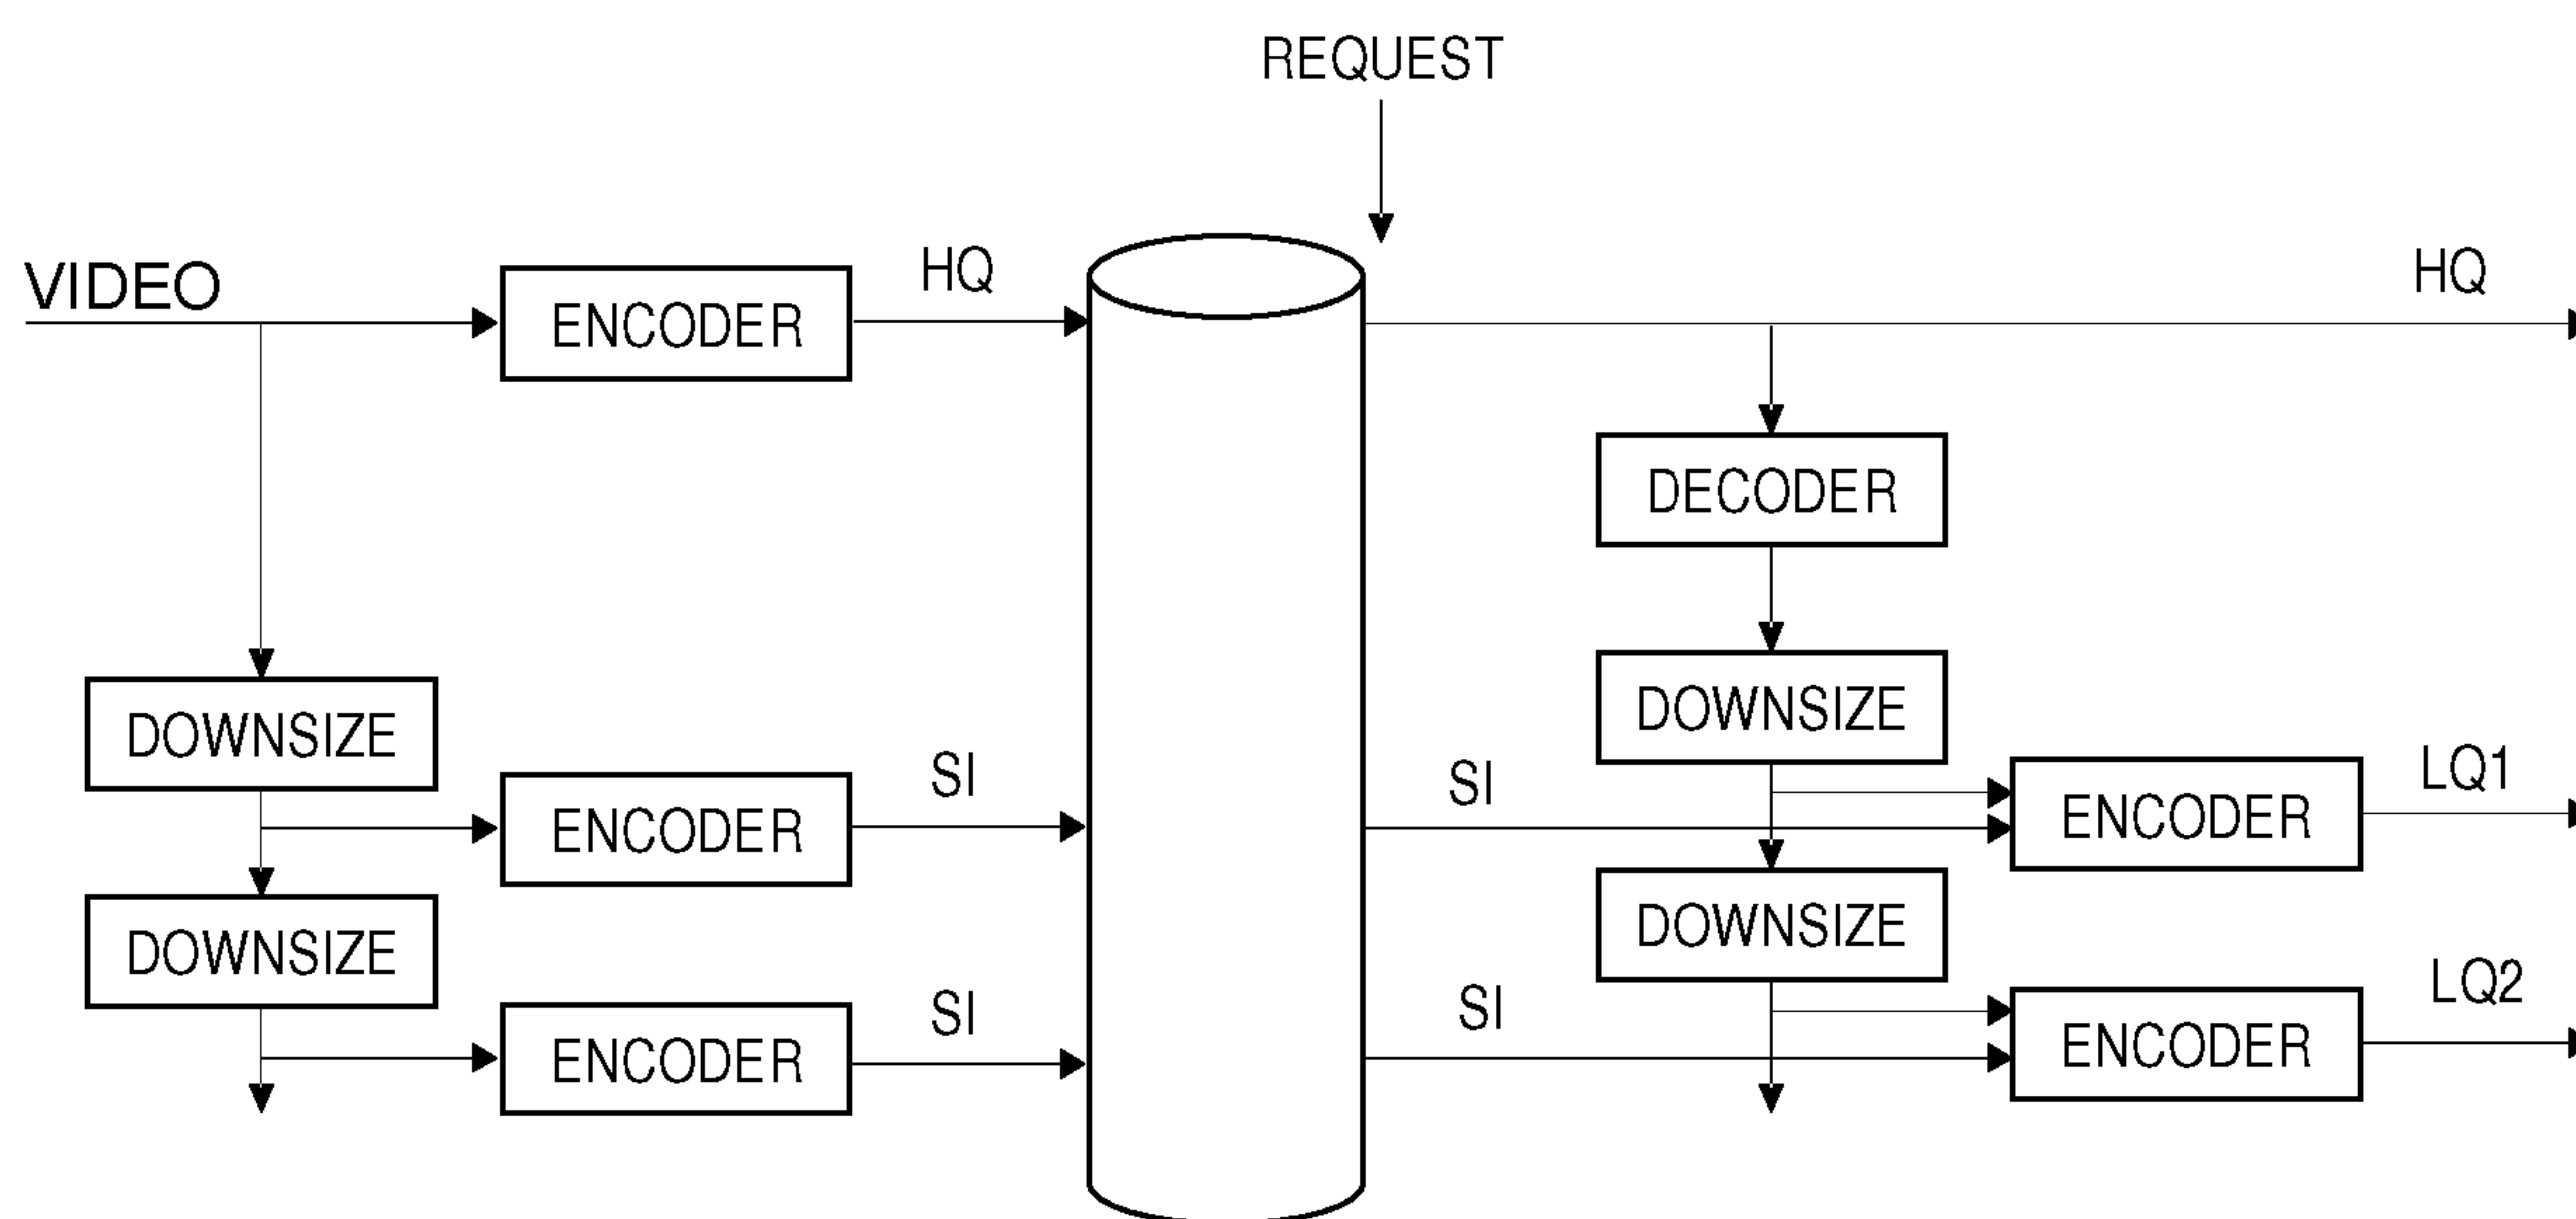 REQUEST
VIDEO
ENCODER
HQ
HQ
DECODER
DOWNSIZE
DOWNSIZE
ENCODER
SI
SI
ENCODER
LQ1
DOWNSIZE
DOWNSIZE
ENCODER
SI
SI
ENCODER
LQ2